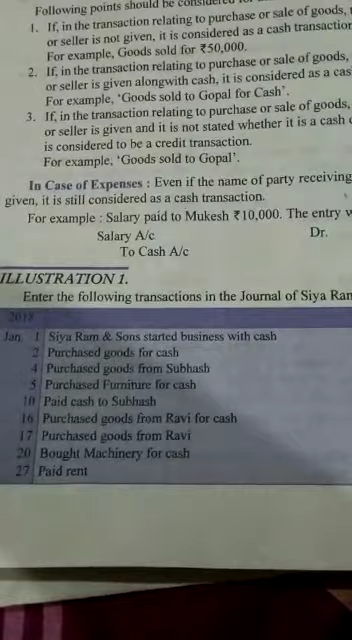 Following points should be considered for
1. If, in the transaction relating to purchase or sale of goods,
or seller is not given, it is considered as a cash transaction
For example, Goods sold for ₹50,000.
2. If, in the transaction relating to purchase or sale of goods,
or seller is given alongwith cash, it is considered as a cas
For example, 'Goods sold to Gopal for Cash'.
3. If, in the transaction relating to purchase or sale of goods,
or seller is given and it is not stated whether it is a cash
is considered to be a credit transaction.
For example, 'Goods sold to Gopal'.
In Case of Expenses : Even if the name of party receiving
given, it is still considered as a cash transaction.
For example : Salary paid to Mukesh ₹10,000. The entry w
Salary A/c Dr.
To Cash A/c
ILLUSTRATION 1.
Enter the following transactions in the Journal of Siya Ram
2018
Jan. 1 Siya Ram & Sons started business with cash
2 Purchased goods for cash
4 Purchased goods from Subhash
5 Purchased Furniture for cash
10 Paid cash to Subhash
16 Purchased goods from Ravi for cash
17 Purchased goods from Ravi
20 Bought Machinery for cash
27 Paid rent